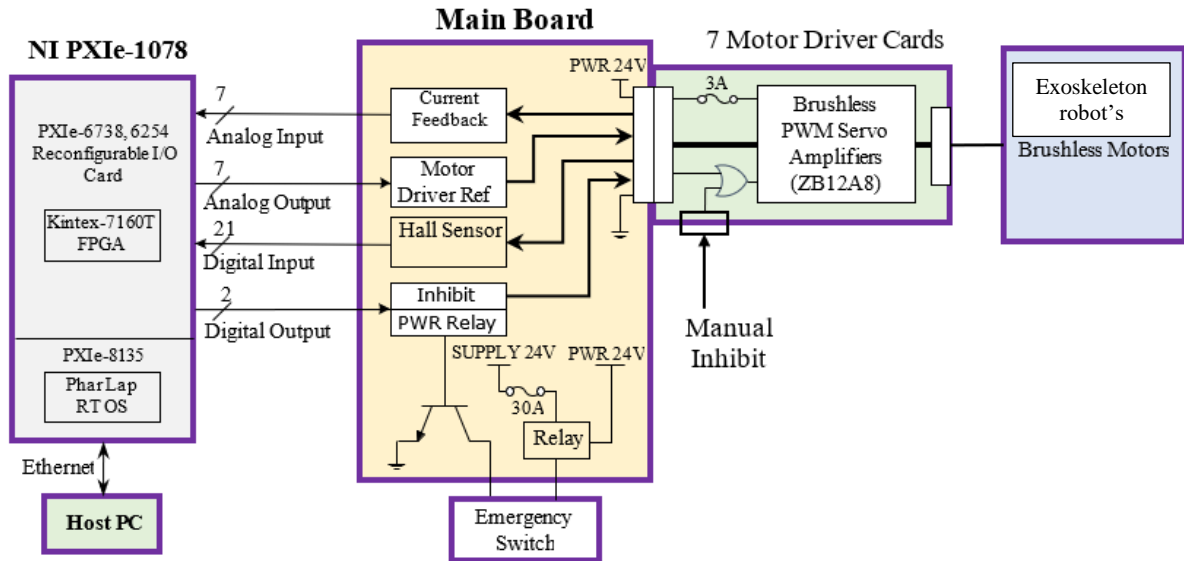 NI PXIe-1078
PXIe-6738, 6254
Reconfigurable I/O
Card
Kintex-7160T
FPGA
PXIe-8135
Phar Lap
RT OS
Ethernet
Host PC
7
Analog Input
7
Analog Output
21
Digital Input
2
Digital Output
Main Board
Current
Feedback
Motor
Driver Ref
Hall Sensor
Inhibit
PWR Relay
PWR 24V
SUPPLY 24V
PWR 24V
30A
Relay
Emergency
Switch
7 Motor Driver Cards
3A
Brushless
PWM Servo
Amplifiers
(ZB12A8)
Manual
Inhibit
Exoskeleton
robot's
Brushless Motors